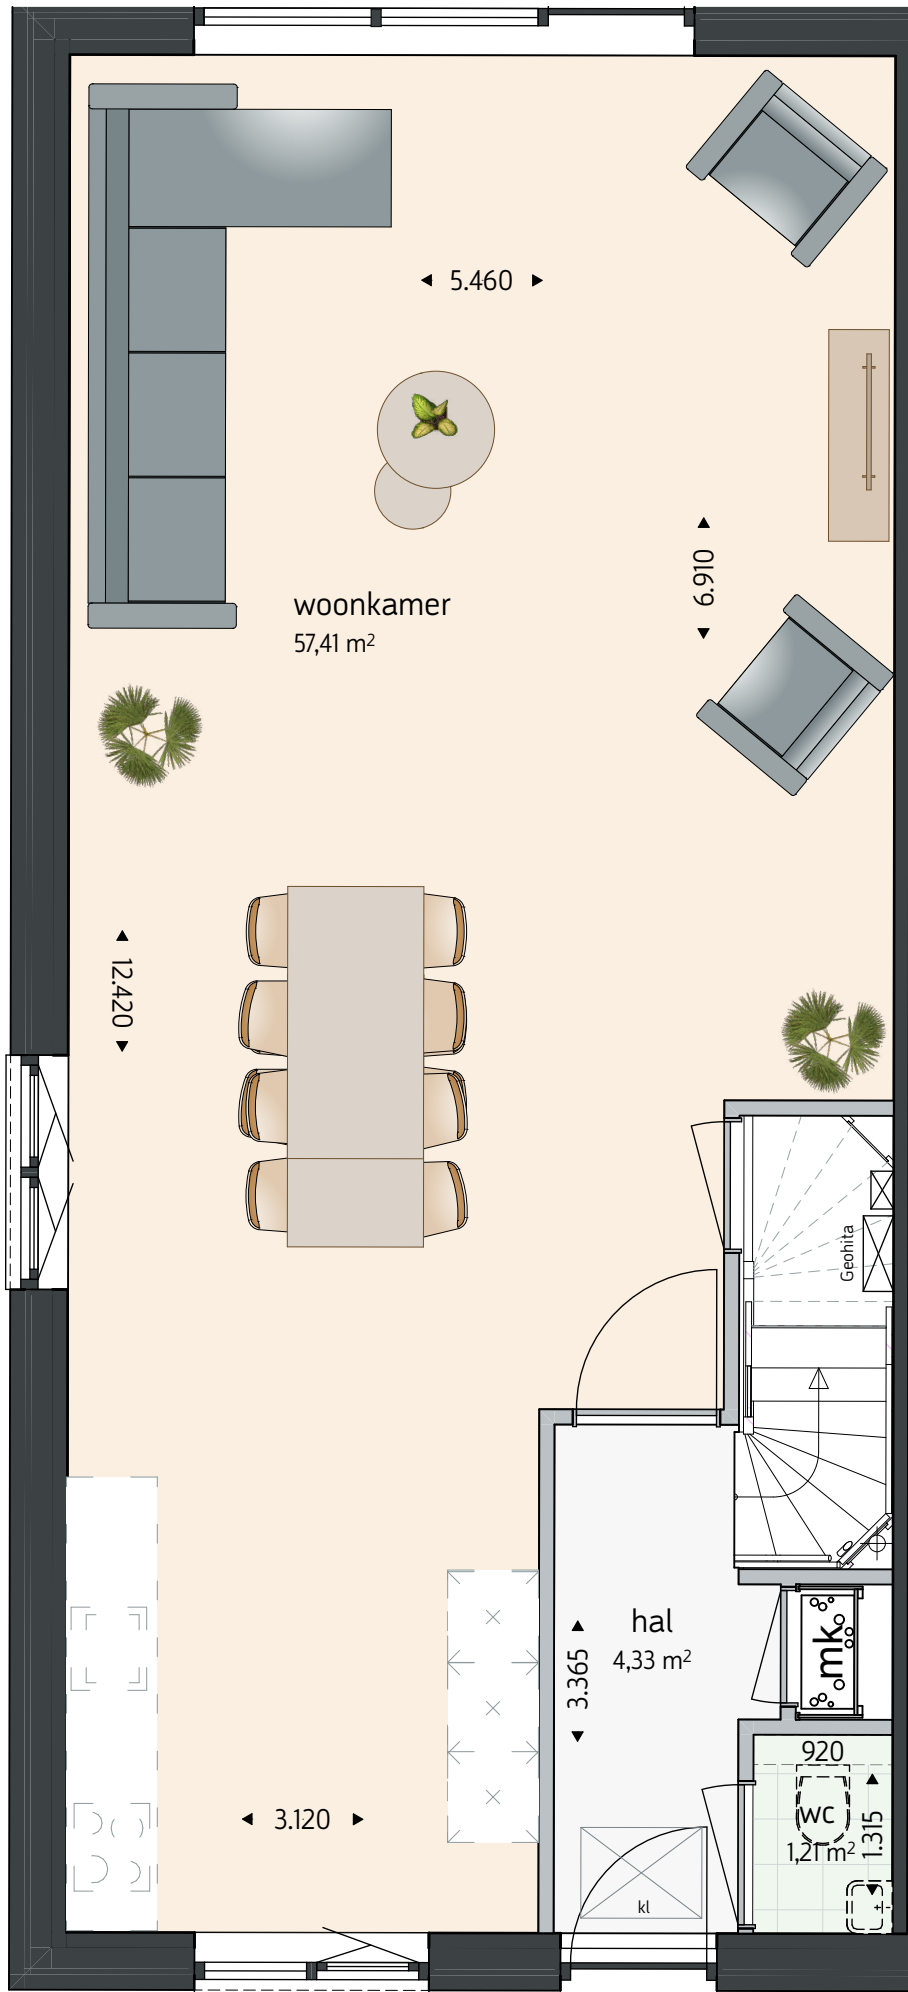 5.460
6.910
woonkamer
57,41 m²
12.420
Geohita
hal
4,33 m²
3.365
mk
920
wc
1,21 m²
1.315
3.120
kl